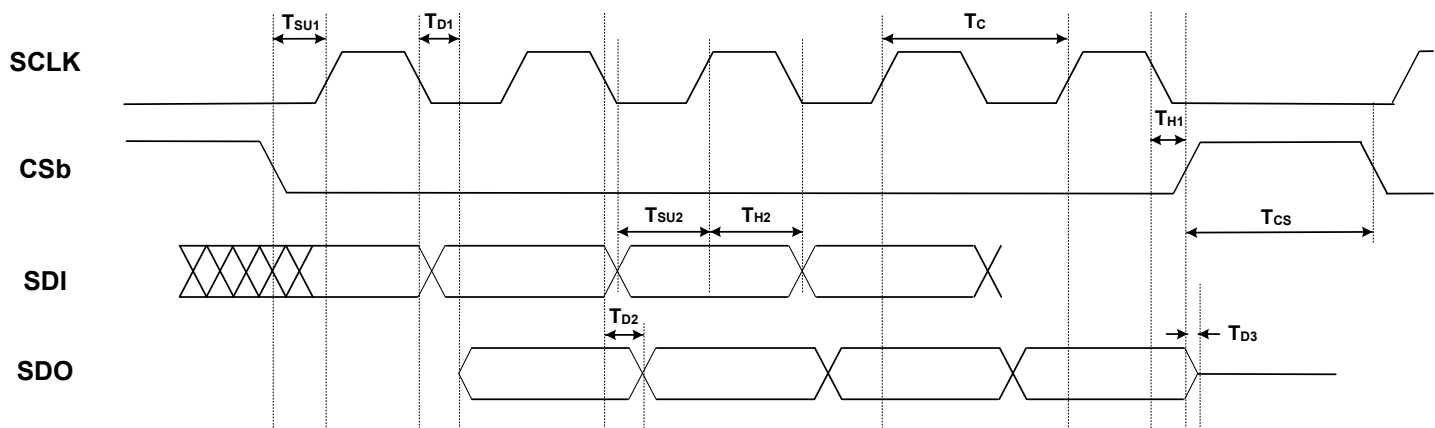 TSU1
TD1
TC
SCLK
TH1
CSb
TSU2
TH2
TCS
SDI
TD2
TD3
SDO